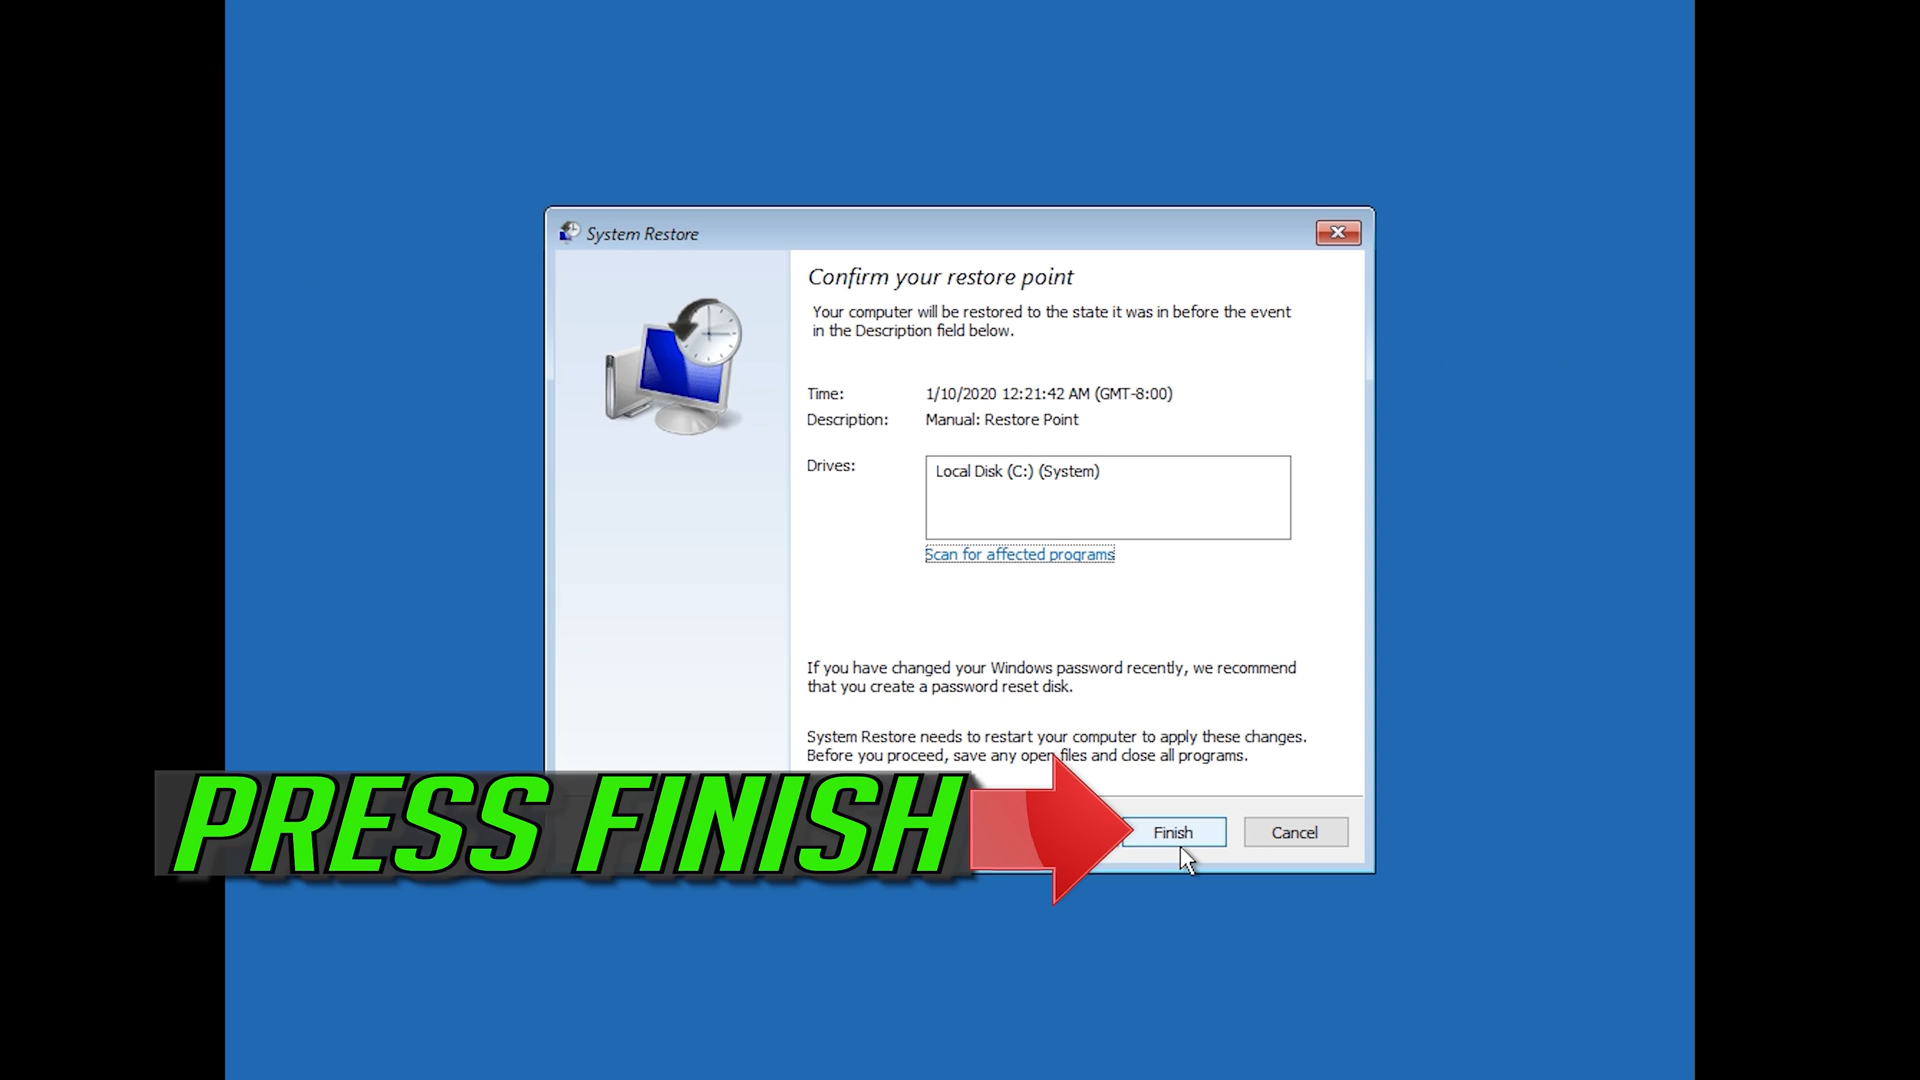 System Restore
Confirm your restore point
Your computer will be restored to the state it was in before the event
in the Description field below.
Time: 1/10/2020 12:21:42 AM (GMT-8:00)
Description: Manual: Restore Point
Drives: Local Disk (C:) (System)
Scan for affected programs
If you have changed your Windows password recently, we recommend
that you create a password reset disk.
System Restore needs to restart your computer to apply these changes.
Before you proceed, save any open files and close all programs.
PRESS FINISH
Finish Cancel